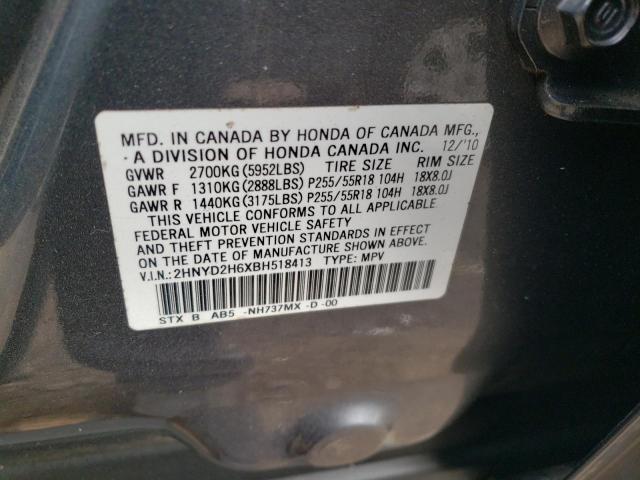 MFD. IN CANADA BY HONDA OF CANADA MFG.,
A DIVISION OF HONDA CANADA INC. 12/'10
GVWR 2700KG(5952LBS) TIRE SIZE RIM SIZE
GAWR F 1310KG(2888LBS) P255/55R18 104H 18X8.0J
GAWR R 1440KG(3175LBS) P255/55R18 104H 18X8.0J
THIS VEHICLE CONFORMS TO ALL APPLICABLE
FEDERAL MOTOR VEHICLE SAFETY
AND THEFT PREVENTION STANDARDS IN EFFECT
ON THE DATE OF MANUFACTURE SHOWN ABOVE.
V.I.N.:2HNYD2H6XBH518413 TYPE: MPV
STX B AB5 -NH737MX -D -00